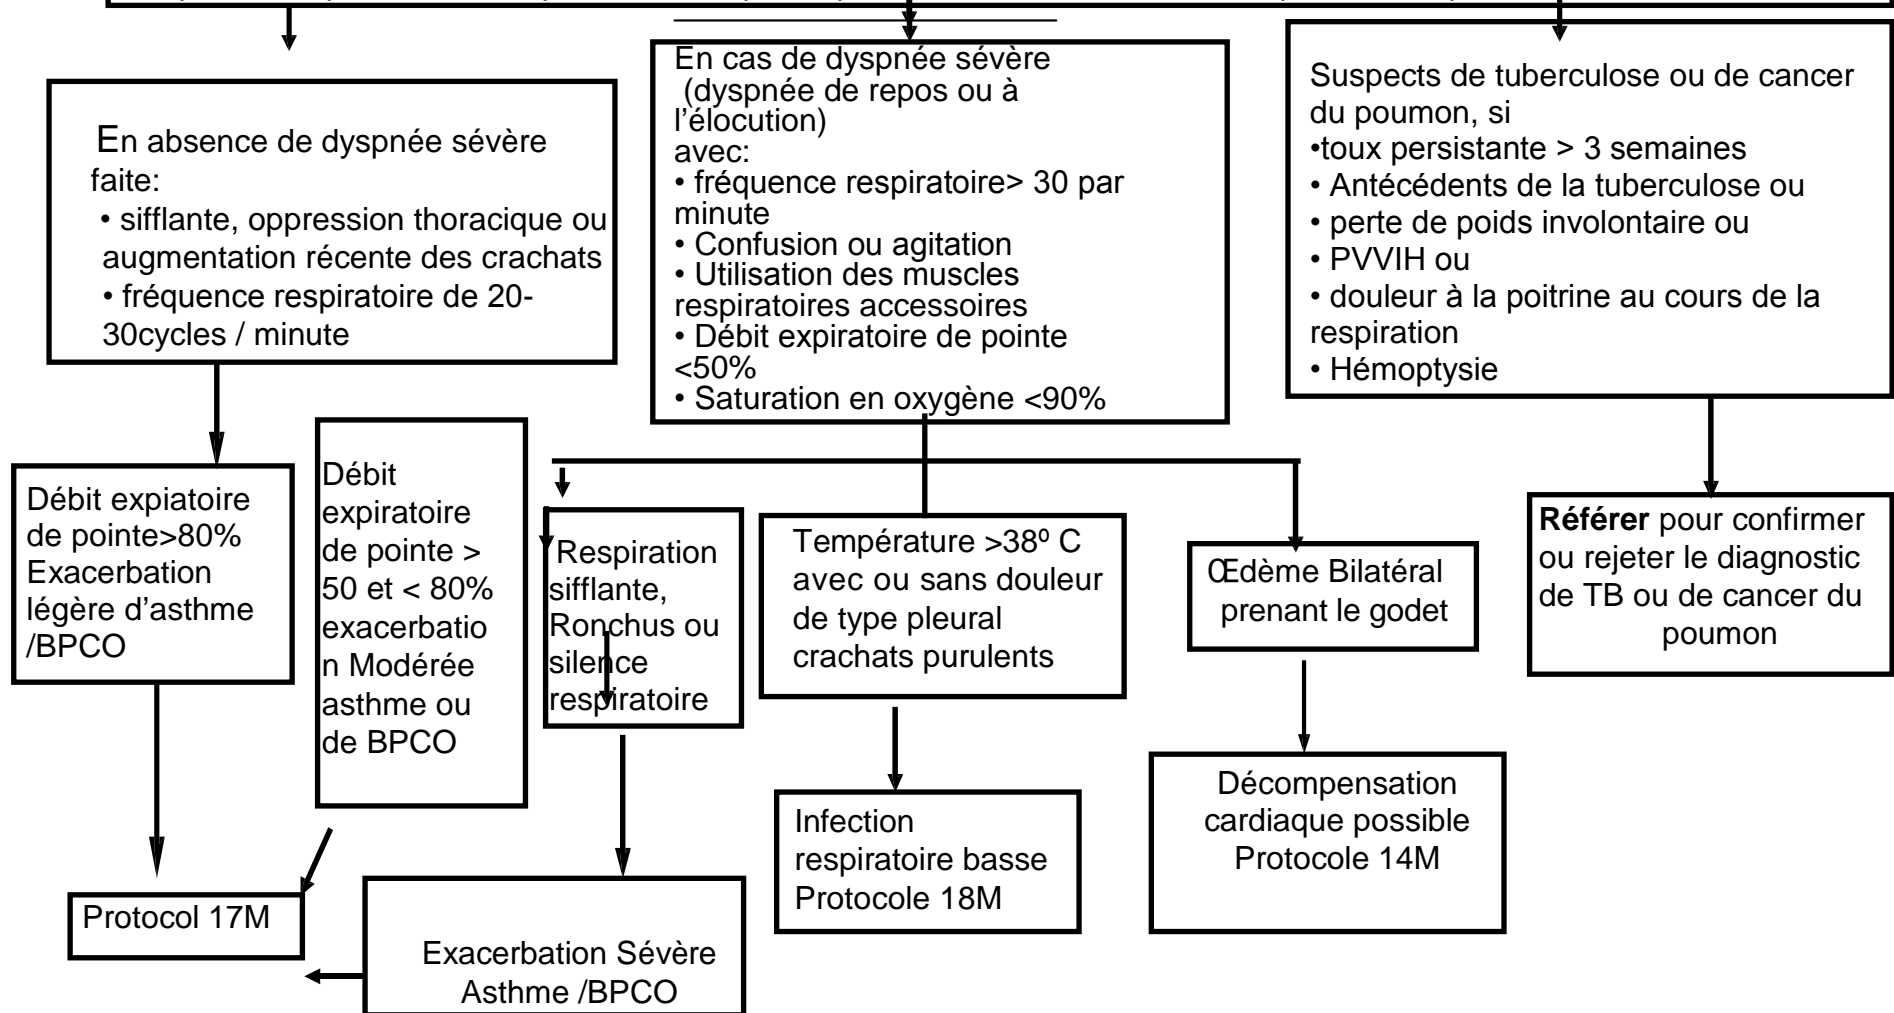 En absence de dyspnée sévère
faite:
• sifflante, oppression thoracique ou
augmentation récente des crachats
• fréquence respiratoire de 20-
30cycles / minute
En cas de dyspnée sévère
(dyspnée de repos ou à
l’élocution)
avec:
• fréquence respiratoire> 30 par
minute
• Confusion ou agitation
• Utilisation des muscles
respiratoires accessoires
• Débit expiratoire de pointe
<50%
• Saturation en oxygène <90%
Suspects de tuberculose ou de cancer
du poumon, si
•toux persistante > 3 semaines
• Antécédents de la tuberculose ou
• perte de poids involontaire ou
• PVVIH ou
• douleur à la poitrine au cours de la
respiration
• Hémoptysie
Débit expiatoire
de pointe>80%
Exacerbation
légère d’asthme
/BPCO
Débit
expiratoire
de pointe >
50 et < 80%
exacerbatio
n Modérée
asthme ou
de BPCO
Respiration
sifflante,
Ronchus ou
silence
respiratoire
Température >38º C
avec ou sans douleur
de type pleural
crachats purulents
Œdème Bilatéral
prenant le godet
Référer pour confirmer
ou rejeter le diagnostic
de TB ou de cancer du
poumon
Protocol 17M
Exacerbation Sévère
Asthme /BPCO
Infection
respiratoire basse
Protocole 18M
Décompensation
cardiaque possible
Protocole 14M